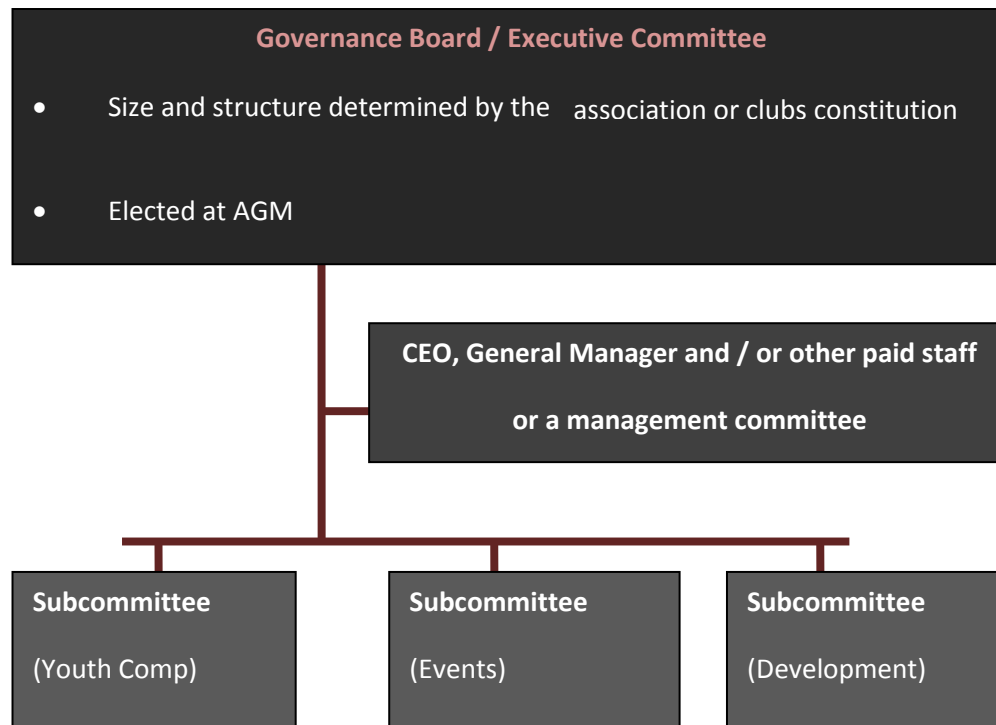 Governance Board / Executive Committee
• Size and structure determined by the association or clubs constitution
• Elected at AGM
CEO, General Manager and / or other paid staff
or a management committee
Subcommittee
(Youth Comp)
Subcommittee
(Events)
Subcommittee
(Development)